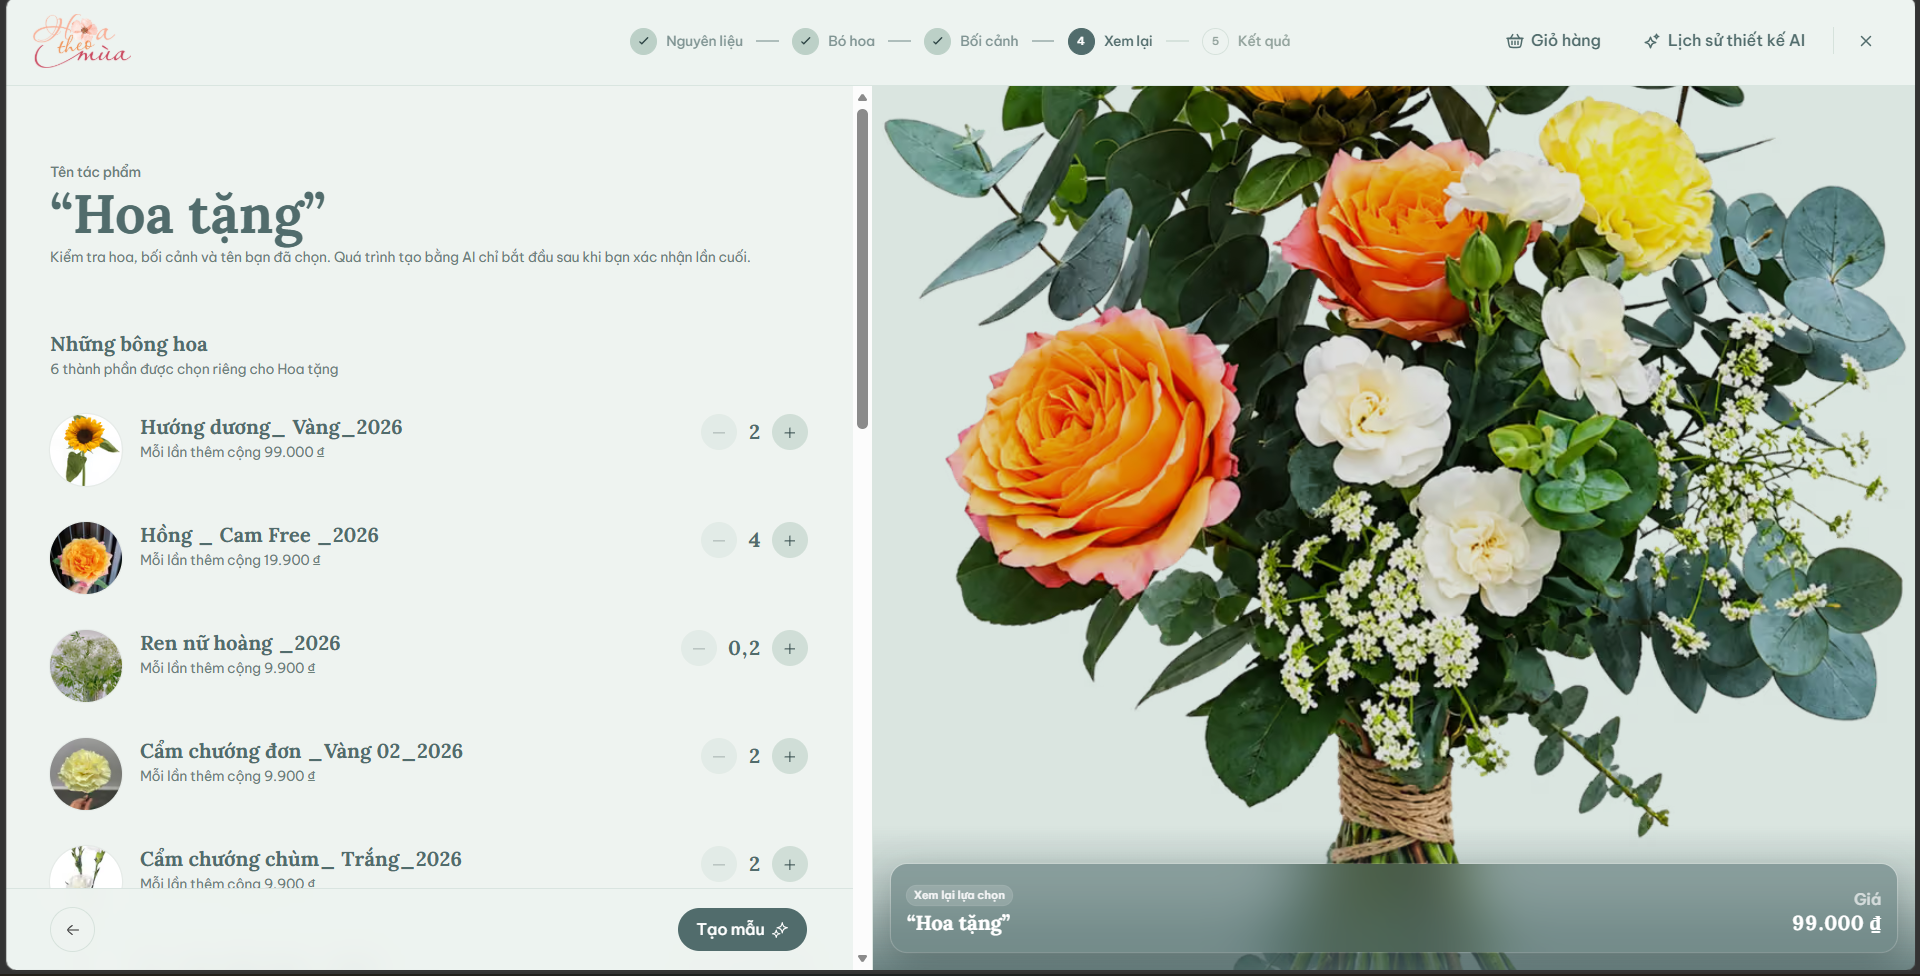 Hoa
theo
mùa
Nguyên liệu
Bó hoa
Bối cảnh
4 Xem lại
5 Kết quả
Giỏ hàng
Lịch sử thiết kế AI
Tên tác phẩm
“Hoa tặng”
Kiểm tra hoa, bối cảnh và tên bạn đã chọn. Quá trình tạo bằng AI chỉ bắt đầu sau khi bạn xác nhận lần cuối.
Những bông hoa
6 thành phần được chọn riêng cho Hoa tặng
Hướng dương_ Vàng_2026
Mỗi lần thêm cộng 99.000 ₫
− 2 +
Hồng _ Cam Free _2026
Mỗi lần thêm cộng 19.900 ₫
− 4 +
Ren nữ hoàng _2026
Mỗi lần thêm cộng 9.900 ₫
− 0,2 +
Cẩm chướng đơn _Vàng 02_2026
Mỗi lần thêm cộng 9.900 ₫
− 2 +
Cẩm chướng chùm_ Trắng_2026
Mỗi lần thêm cộng 9.900 ₫
− 2 +
Tạo mẫu
Xem lại lựa chọn
“Hoa tặng”
Giá
99.000 ₫